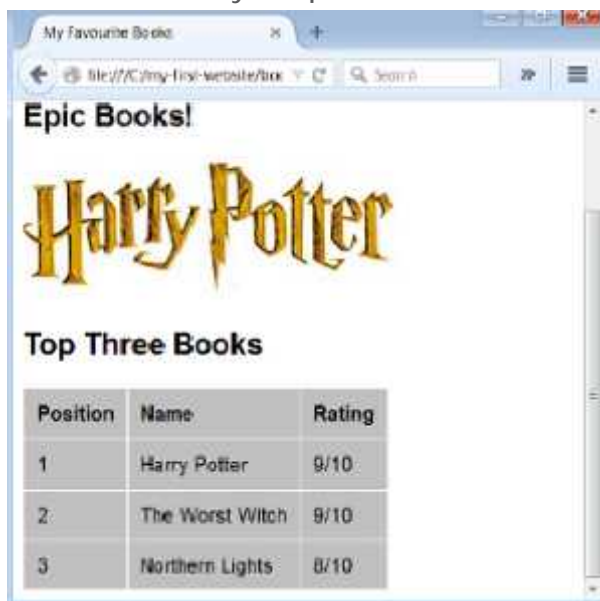 My Favourite Books
Search
Epic Books!
Harry Potter
Top Three Books
Position Name Rating
1 Harry Potter 9/10
2 The Worst Witch 9/10
3 Northern Lights 8/10